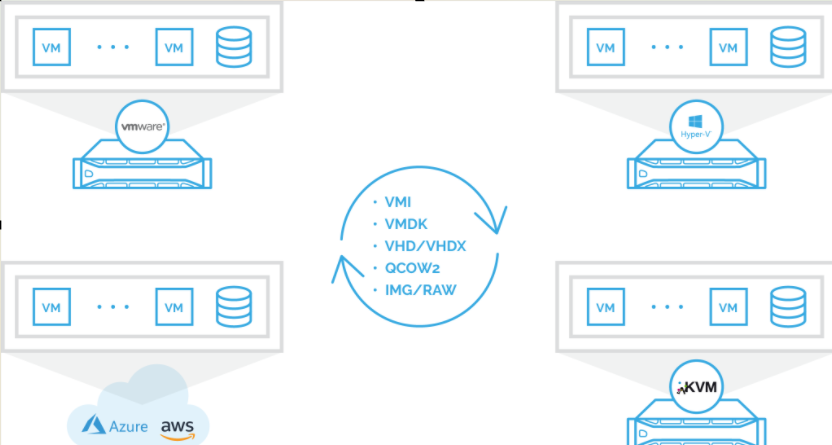 VM ... VM
vmware®
VM ... VM
Hyper-V
• VMI
• VMDK
• VHD/VHDX
• QCOW2
• IMG/RAW
VM ... VM
Azure aws
VM ... VM
KVM